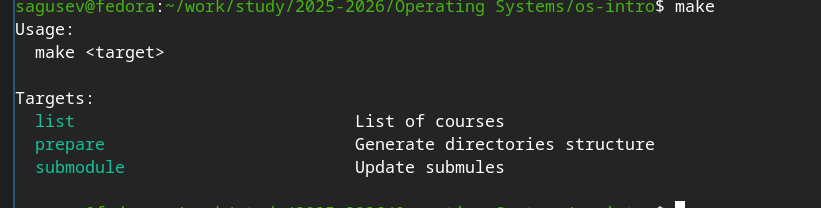 sagusev@fedora:~/work/study/2025-2026/Operating Systems/os-intro$ make
Usage:
  make <target>

Targets:
  list                            List of courses
  prepare                         Generate directories structure
  submodule                       Update submules